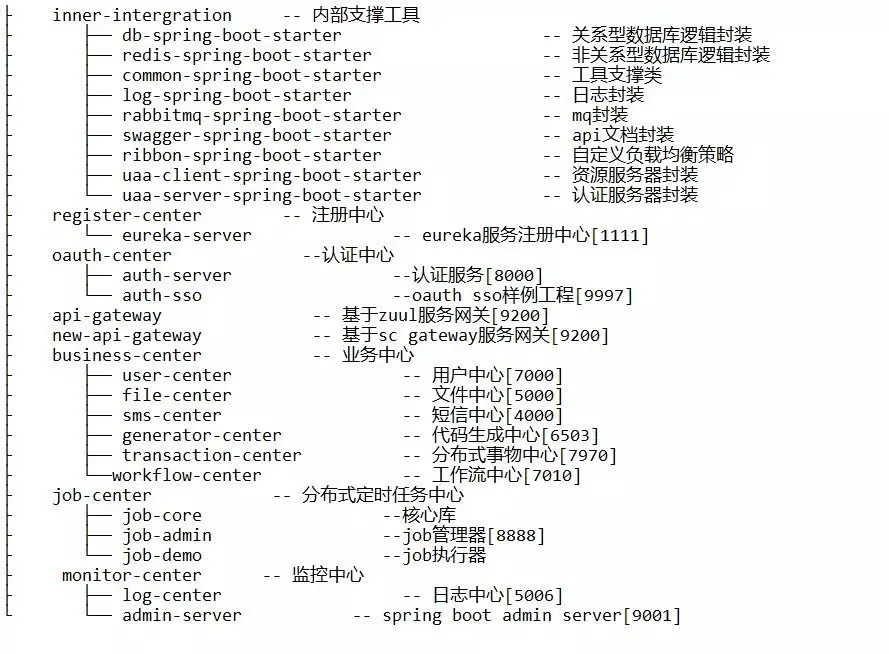 ├ inner-intergration -- 内部支撑工具
├ ├── db-spring-boot-starter -- 关系型数据库逻辑封装
├ ├── redis-spring-boot-starter -- 非关系型数据库逻辑封装
├ ├── common-spring-boot-starter -- 工具支撑类
├ ├── log-spring-boot-starter -- 日志封装
├ ├── rabbitmq-spring-boot-starter -- mq封装
├ ├── swagger-spring-boot-starter -- api文档封装
├ ├── ribbon-spring-boot-starter -- 自定义负载均衡策略
├ ├── uaa-client-spring-boot-starter -- 资源服务器封装
├ └── uaa-server-spring-boot-starter -- 认证服务器封装
├ register-center -- 注册中心
├ └── eureka-server -- eureka服务注册中心[1111]
├ oauth-center --认证中心
├ ├── auth-server --认证服务[8000]
├ └── auth-sso --oauth sso样例工程[9997]
├ api-gateway -- 基于zuul服务网关[9200]
├ new-api-gateway -- 基于sc gateway服务网关[9200]
├ business-center -- 业务中心
├ ├── user-center -- 用户中心[7000]
├ ├── file-center -- 文件中心[5000]
├ ├── sms-center -- 短信中心[4000]
├ ├── generator-center -- 代码生成中心[6503]
├ ├── transaction-center -- 分布式事物中心[7970]
├ └──workflow-center -- 工作流中心[7010]
├ job-center -- 分布式定时任务中心
├ ├── job-core --核心库
├ ├── job-admin --job管理器[8888]
├ └── job-demo --job执行器
├ monitor-center -- 监控中心
├ ├── log-center -- 日志中心[5006]
└ └── admin-server -- spring boot admin server[9001]